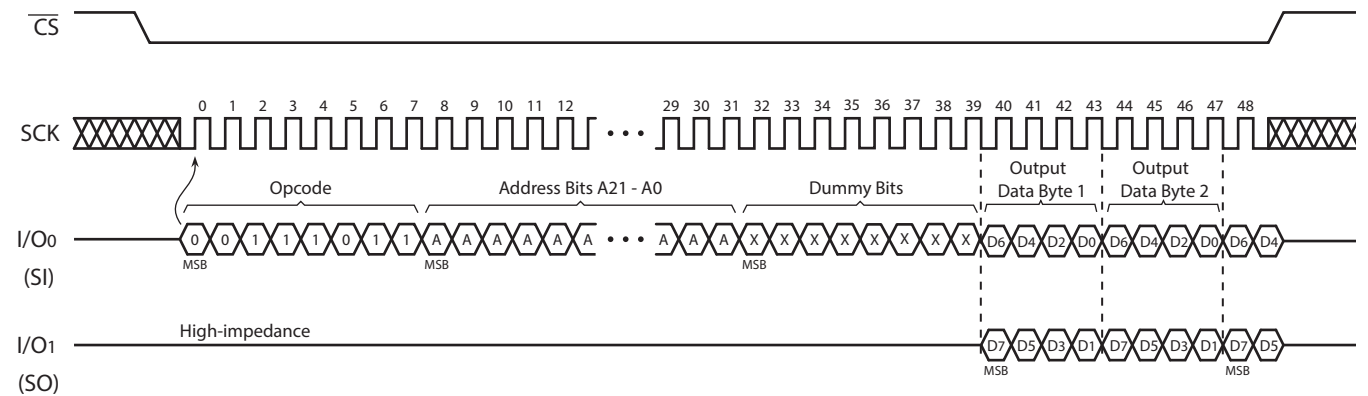 CS
0 1 2 3 4 5 6 7 8 9 10 11 12 29 30 31 32 33 34 35 36 37 38 39 40 41 42 43 44 45 46 47 48
SCK
Opcode Address Bits A21 - A0 Dummy Bits Output Data Byte 1 Output Data Byte 2
I/O0 0 0 1 1 1 0 1 1 A A A A A A A A A X X X X X X X X D6 D4 D2 D0 D6 D4 D2 D0 D6 D4
(SI) MSB MSB MSB
High-impedance
I/O1 D7 D5 D3 D1 D7 D5 D3 D1 D7 D5
(SO) MSB MSB